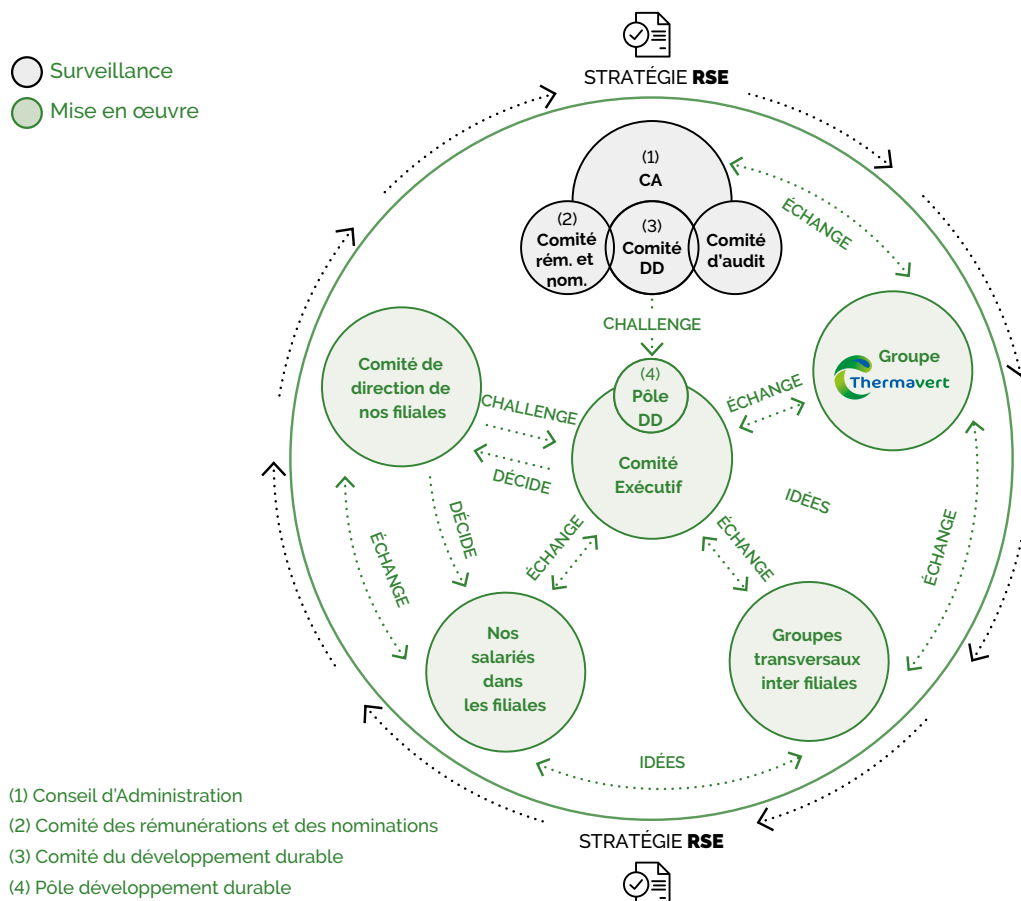 STRATÉGIE RSE
Surveillance
Mise en œuvre
(1)
CA
(2)
Comité
rém. et
nom.
(3)
Comité
DD
Comité
d'audit
ÉCHANGE
CHALLENGE
Comité de
direction de
nos filiales
(4)
Pôle
DD
Comité
Exécutif
Groupe
Thermavert
CHALLENGE
DÉCIDE
ÉCHANGE
IDÉES
DÉCIDE
ÉCHANGE
ÉCHANGE
ÉCHANGE
ÉCHANGE
Nos
salariés
dans
les filiales
Groupes
transversaux
inter filiales
IDÉES
STRATÉGIE RSE
(1) Conseil d'Administration
(2) Comité des rémunérations et des nominations
(3) Comité du développement durable
(4) Pôle développement durable